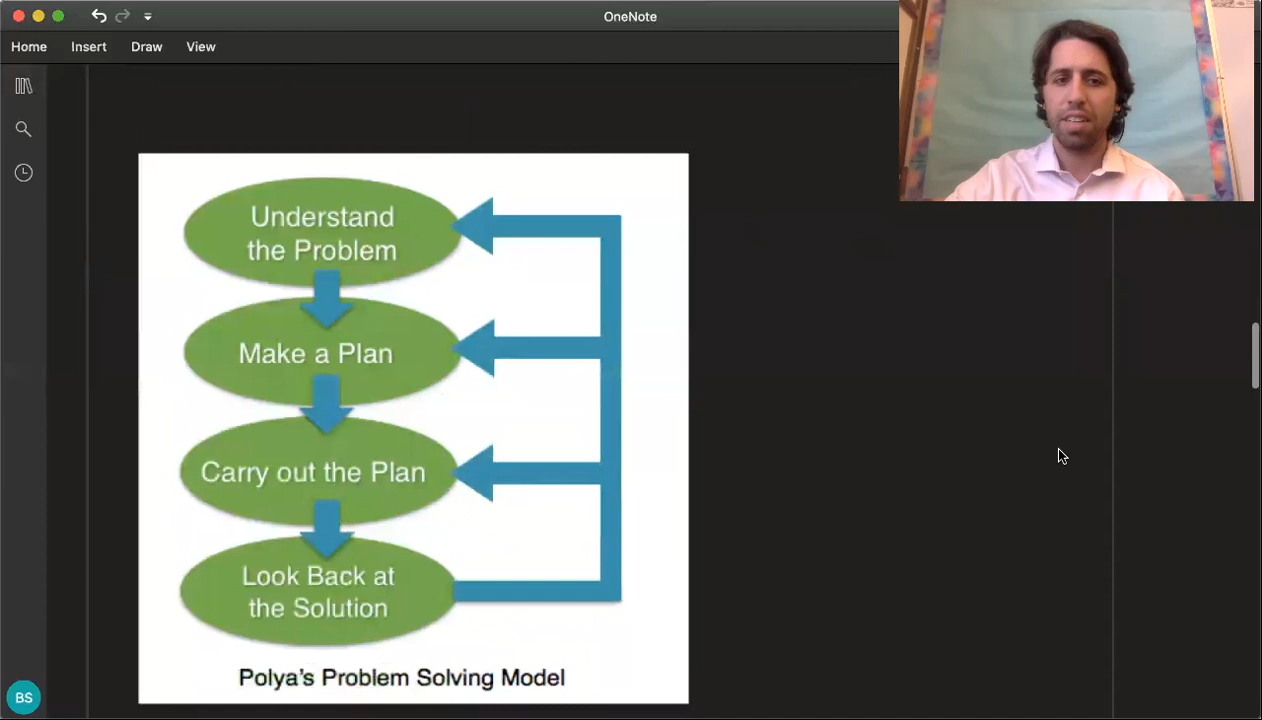 OneNote
Home Insert Draw View
Understand
the Problem
Make a Plan
Carry out the Plan
Look Back at
the Solution
Polya's Problem Solving Model
BS